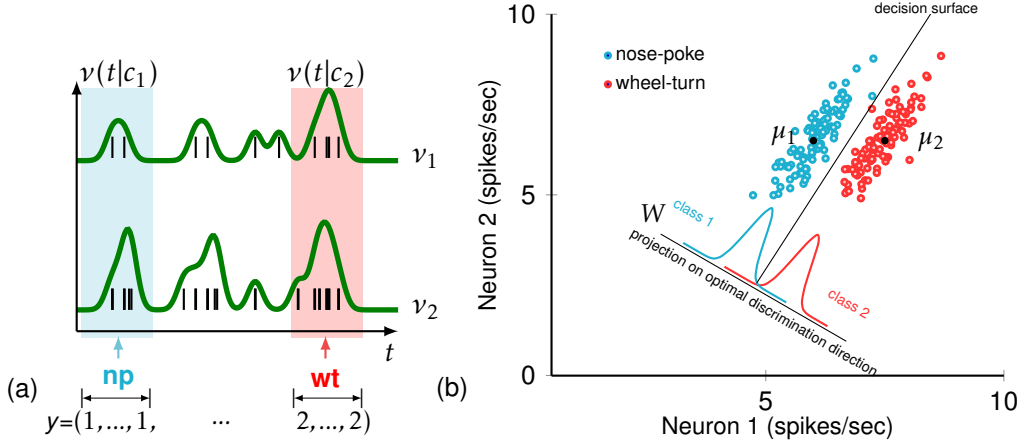 ν(t|c₁)
ν(t|c₂)
ν₁
ν₂
t
np
wt
(a)
y=(1,...,1, ... 2,...,2)
10
decision surface
nose-poke
wheel-turn
μ₁
μ₂
Neuron 2 (spikes/sec)
5
W
class 1
projection on optimal discrimination direction
class 2
0
(b)
5
10
Neuron 1 (spikes/sec)